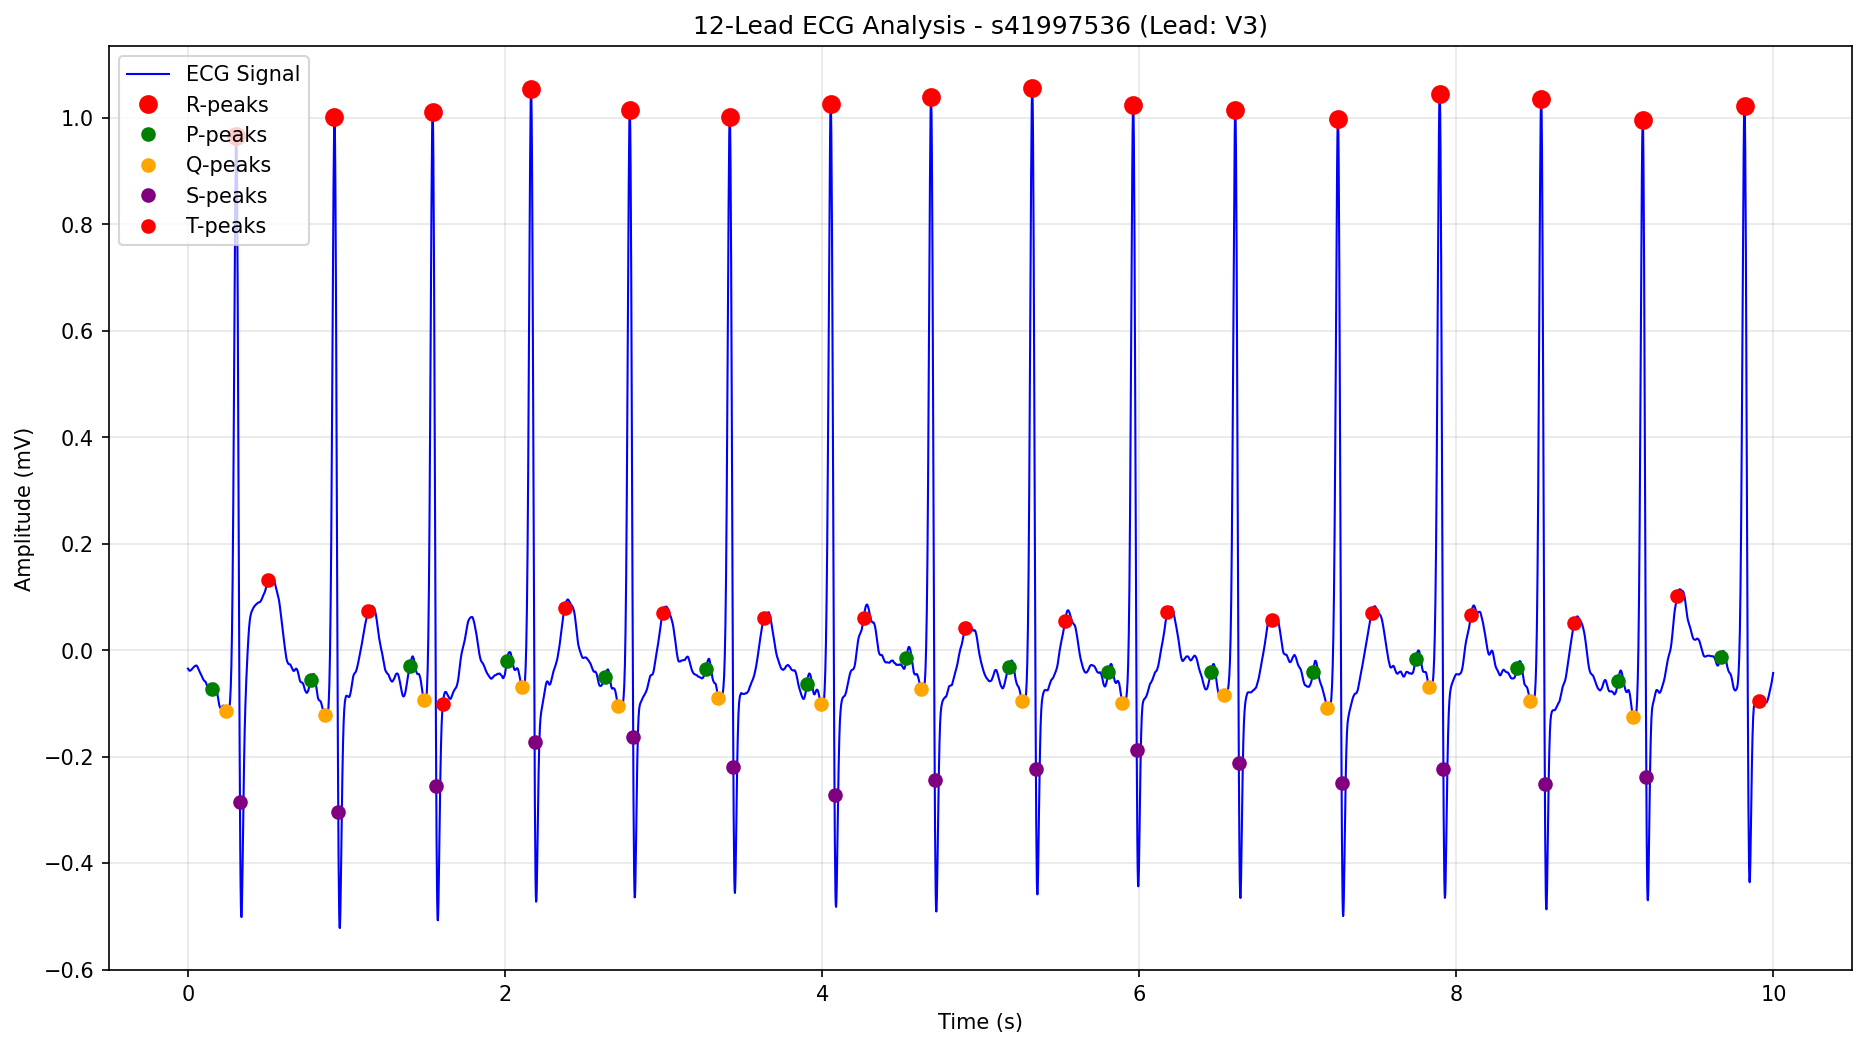 12-Lead ECG Analysis - s41997536 (Lead: V3)
ECG Signal
R-peaks
P-peaks
Q-peaks
S-peaks
T-peaks
Amplitude (mV)
1.0
0.8
0.6
0.4
0.2
0.0
−0.2
−0.4
−0.6
0 2 4 6 8 10
Time (s)